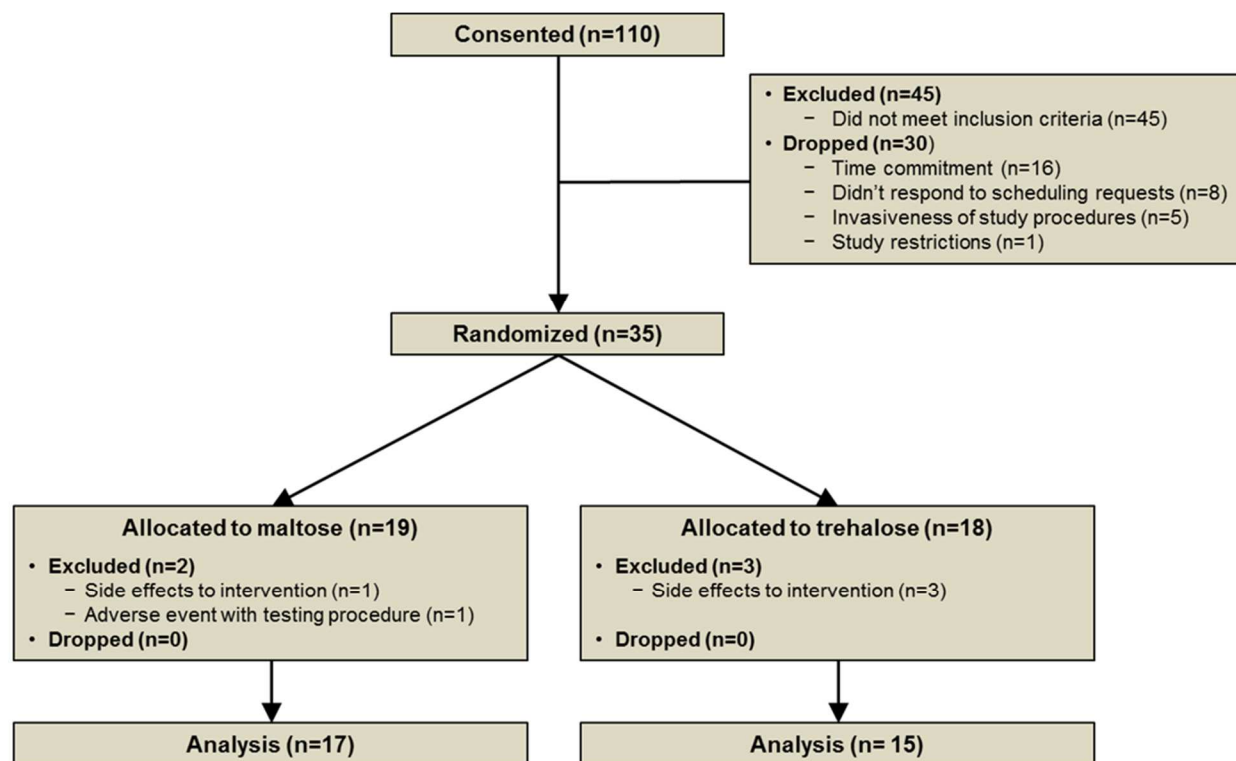 Consented (n=110)
• Excluded (n=45)
− Did not meet inclusion criteria (n=45)
• Dropped (n=30)
− Time commitment (n=16)
− Didn’t respond to scheduling requests (n=8)
− Invasiveness of study procedures (n=5)
− Study restrictions (n=1)
Randomized (n=35)
Allocated to maltose (n=19)
• Excluded (n=2)
− Side effects to intervention (n=1)
− Adverse event with testing procedure (n=1)
• Dropped (n=0)
Allocated to trehalose (n=18)
• Excluded (n=3)
− Side effects to intervention (n=3)
• Dropped (n=0)
Analysis (n=17)
Analysis (n= 15)